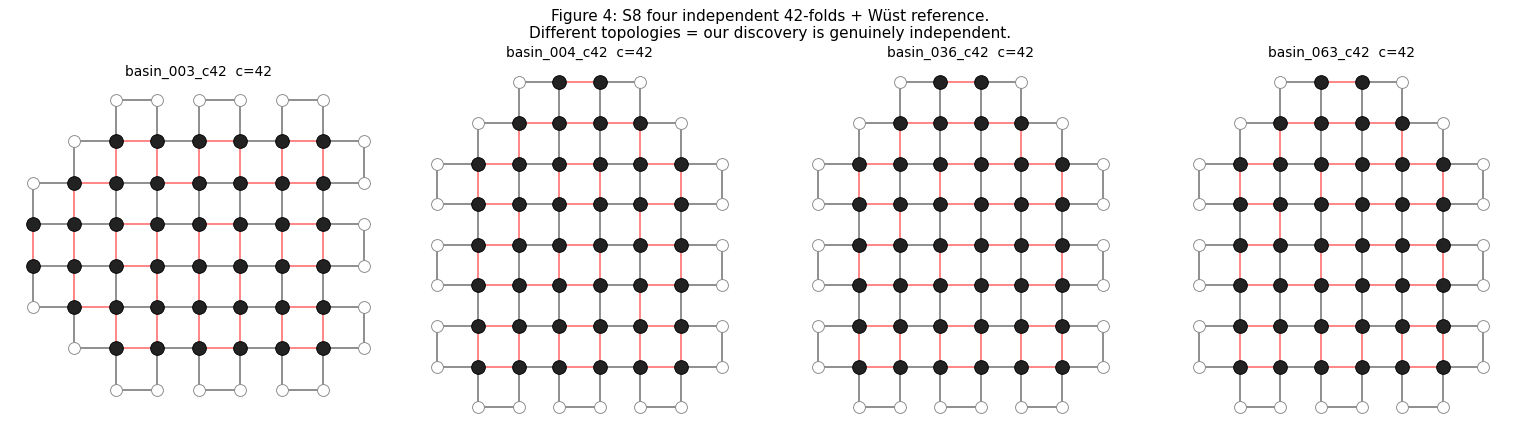 Figure 4: S8 four independent 42-folds + Wüst reference.
Different topologies = our discovery is genuinely independent.
basin_003_c42  c=42
basin_004_c42  c=42
basin_036_c42  c=42
basin_063_c42  c=42